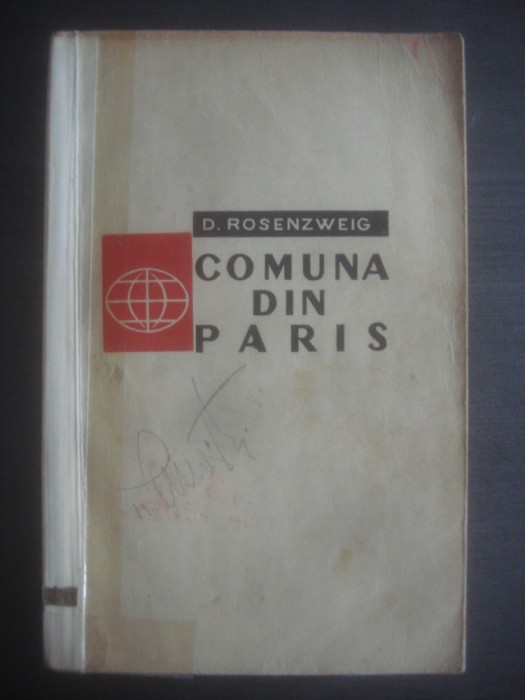 D. ROSENZWEIG
COMUNA
DIN
PARIS